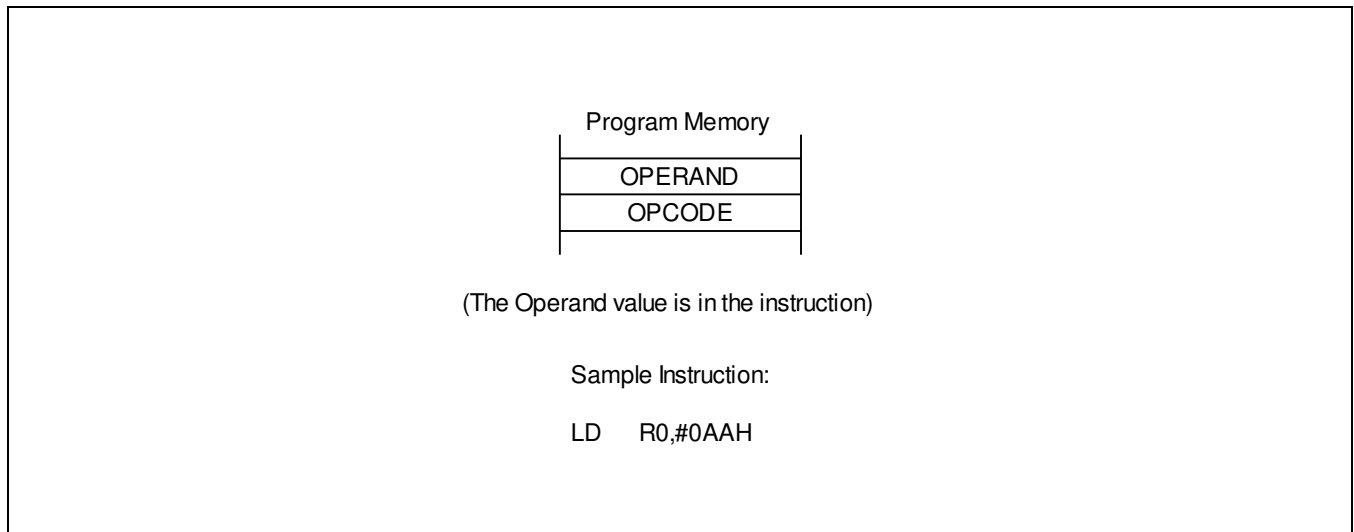 Program Memory
OPERAND
OPCODE
(The Operand value is in the instruction)
Sample Instruction:
LD R0,#0AAH